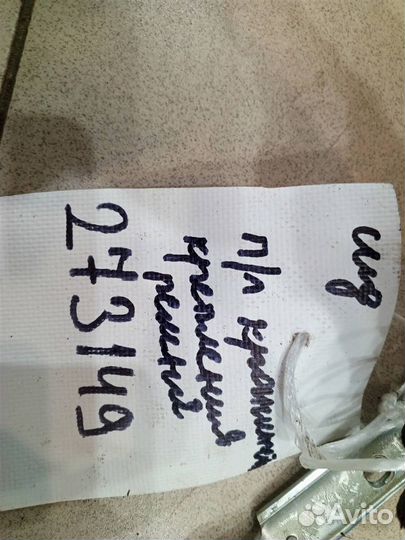 п/л кронштейн
крепления
ремня
273149
Avito